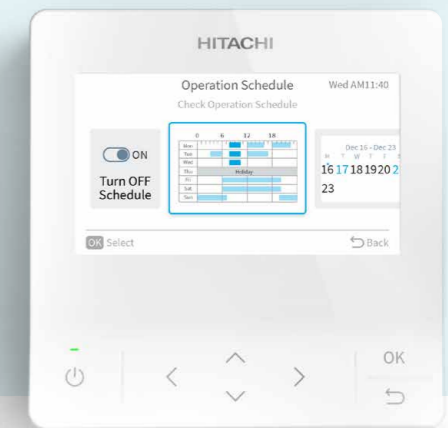 HITACHI
Operation Schedule
Wed AM11:40
Check Operation Schedule
ON
Turn OFF
Schedule
0 6 12 18
Mon
Tue
Wed
Thu
Holiday
Fri
Sat
Sun
Dec 16 - Dec 23
M T W T F S
16 17 18 19 20 2
23
OK Select
Back
OK